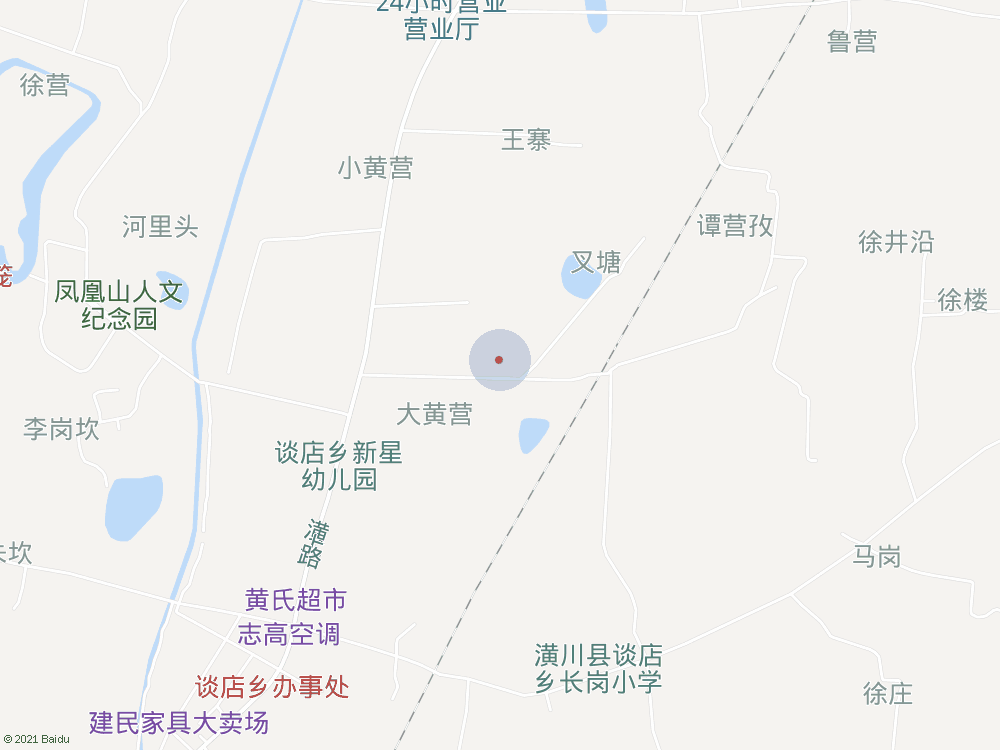 24小时营业
营业厅
鲁营
徐营
王寨
小黄营
河里头
谭营孜
徐井沿
叉塘
笼
凤凰山人文
纪念园
徐楼
大黄营
李岗坎
谈店乡新星
幼儿园
潢
路
坎
马岗
黄氏超市
志高空调
潢川县谈店
乡长岗小学
谈店乡办事处
徐庄
建民家具大卖场
© 2021 Baidu